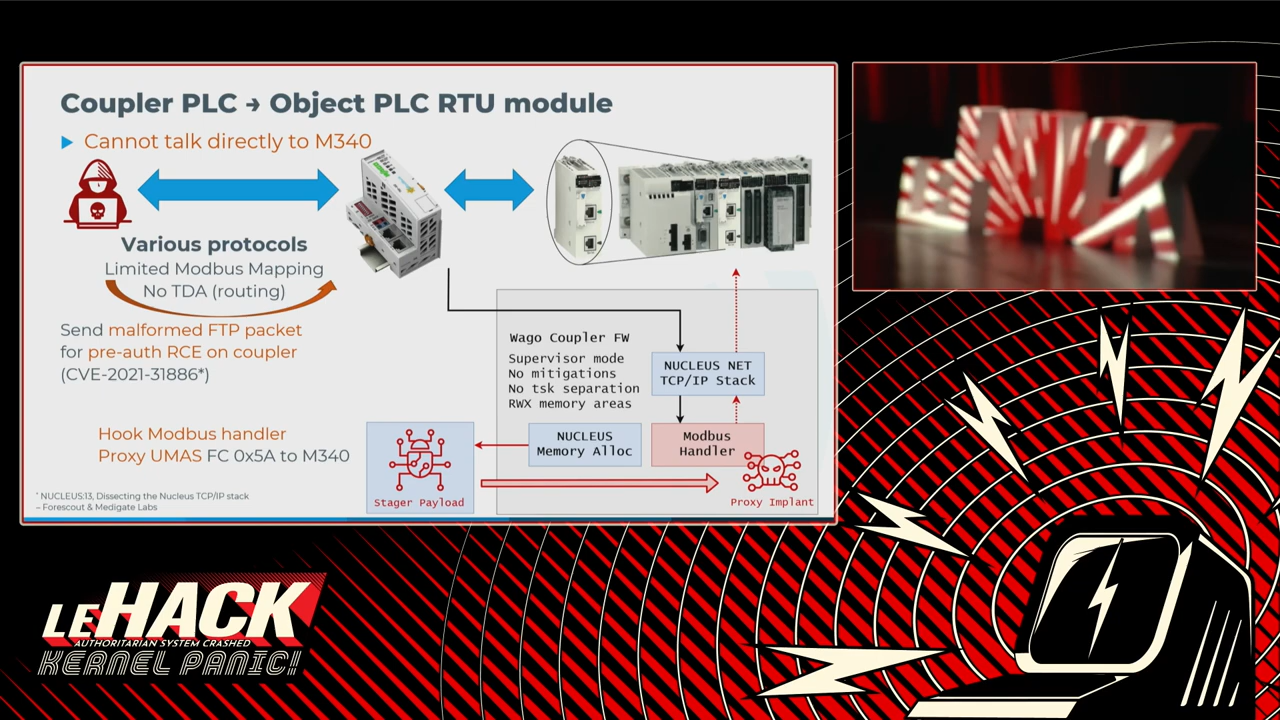 Coupler PLC → Object PLC RTU module
▶ Cannot talk directly to M340
Various protocols
Limited Modbus Mapping
No TDA (routing)
Send malformed FTP packet
for pre-auth RCE on coupler
(CVE-2021-31886*)
Hook Modbus handler
Proxy UMAS FC 0x5A to M340
* NUCLEUS:13, Dissecting the Nucleus TCP/IP stack
– Forescout & Medigate Labs
Wago Coupler FW
Supervisor mode
No mitigations
No tsk separation
RWX memory areas
NUCLEUS NET
TCP/IP Stack
NUCLEUS
Memory Alloc
Modbus
Handler
Stager Payload
Proxy Implant
LEHACK
LEHACK
AUTHORITARIAN SYSTEM CRASHED
KERNEL PANIC!